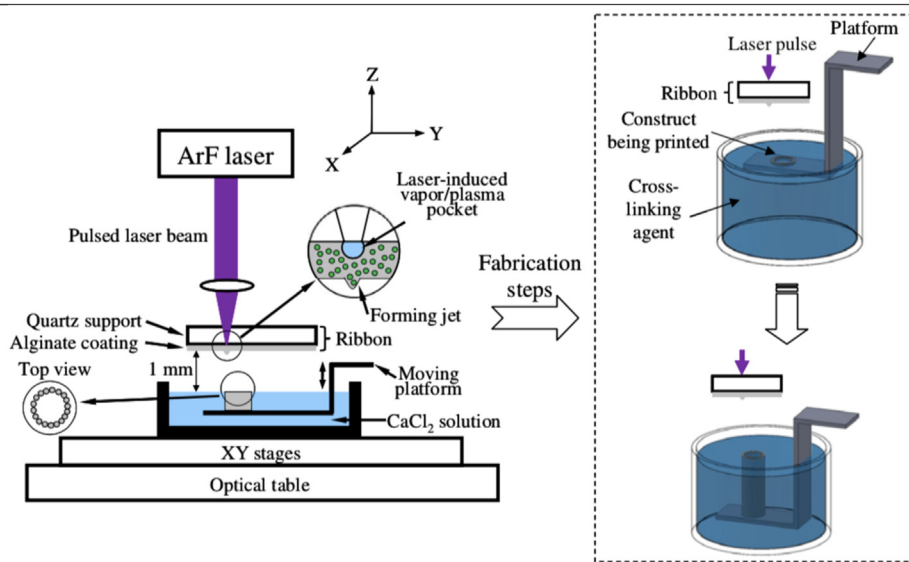 Z
Y
X
ArF laser
Pulsed laser beam
Laser-induced
vapor/plasma
pocket
Forming jet
Quartz support
Alginate coating
Ribbon
Top view
1 mm
Moving
platform
CaCl₂ solution
XY stages
Optical table
Fabrication
steps
Platform
Laser pulse
Ribbon
Construct
being printed
Cross-
linking
agent